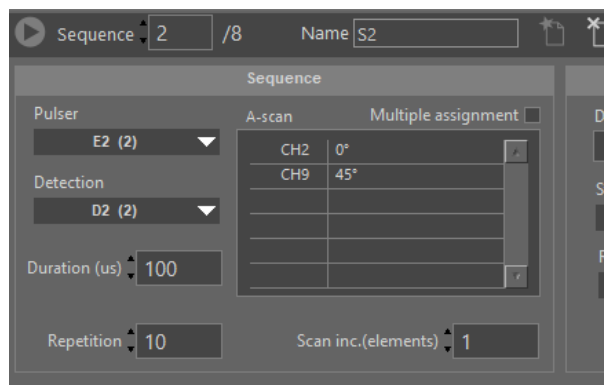 Sequence 2 /8 Name S2
Sequence
Pulser
E2 (2)
Detection
D2 (2)
Duration (us) 100
Repetition 10
A-scan Multiple assignment
CH2 0°
CH9 45°
Scan inc.(elements) 1
D
S